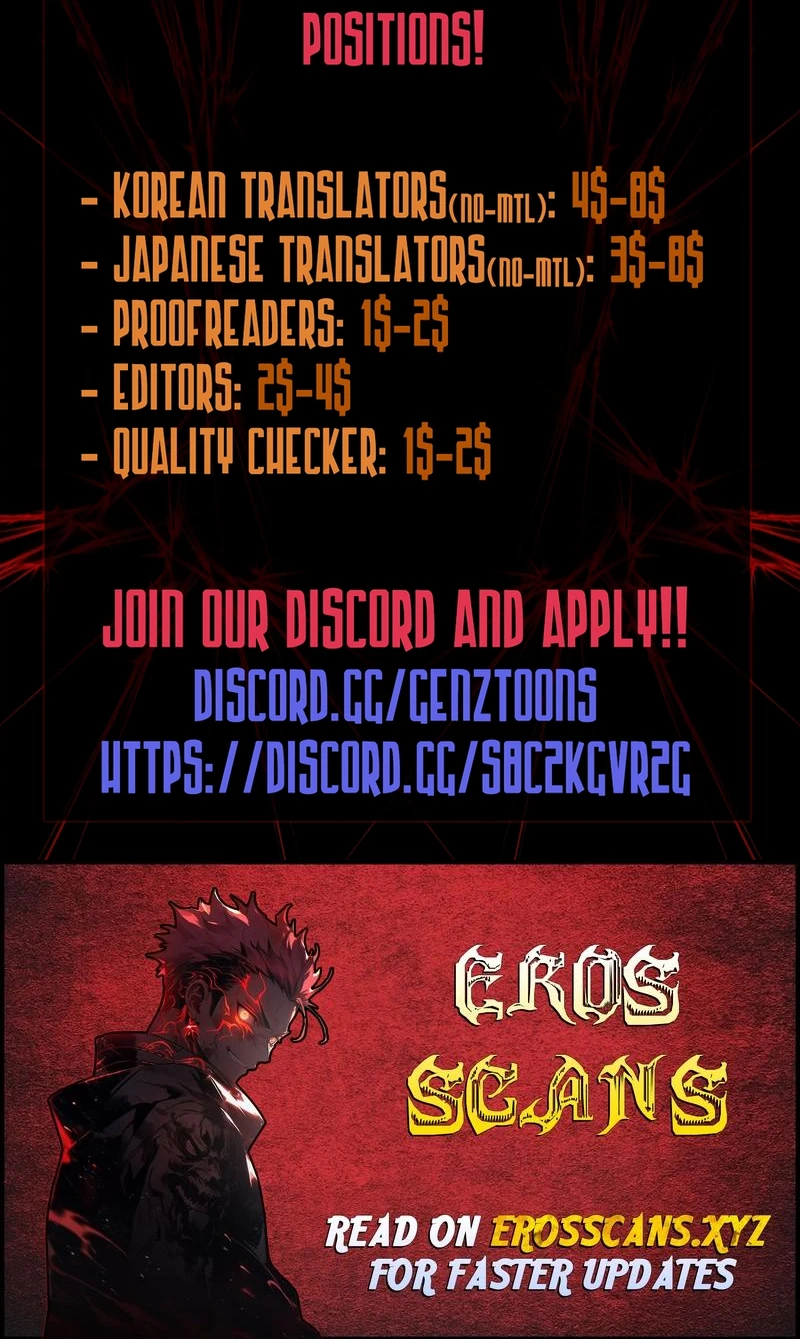 POSITIONS!
- KOREAN TRANSLATORS(NO-MTL): 4$-8$
- JAPANESE TRANSLATORS(NO-MTL): 3$-8$
- PROOFREADERS: 1$-2$
- EDITORS: 2$-4$
- QUALITY CHECKER: 1$-2$
JOIN OUR DISCORD AND APPLY!!
DISCORD.GG/GENZTOONS
HTTPS://DISCORD.GG/S8C2KGVR2G
EROS
SCANS
READ ON EROSSCANS.XYZ
FOR FASTER UPDATES